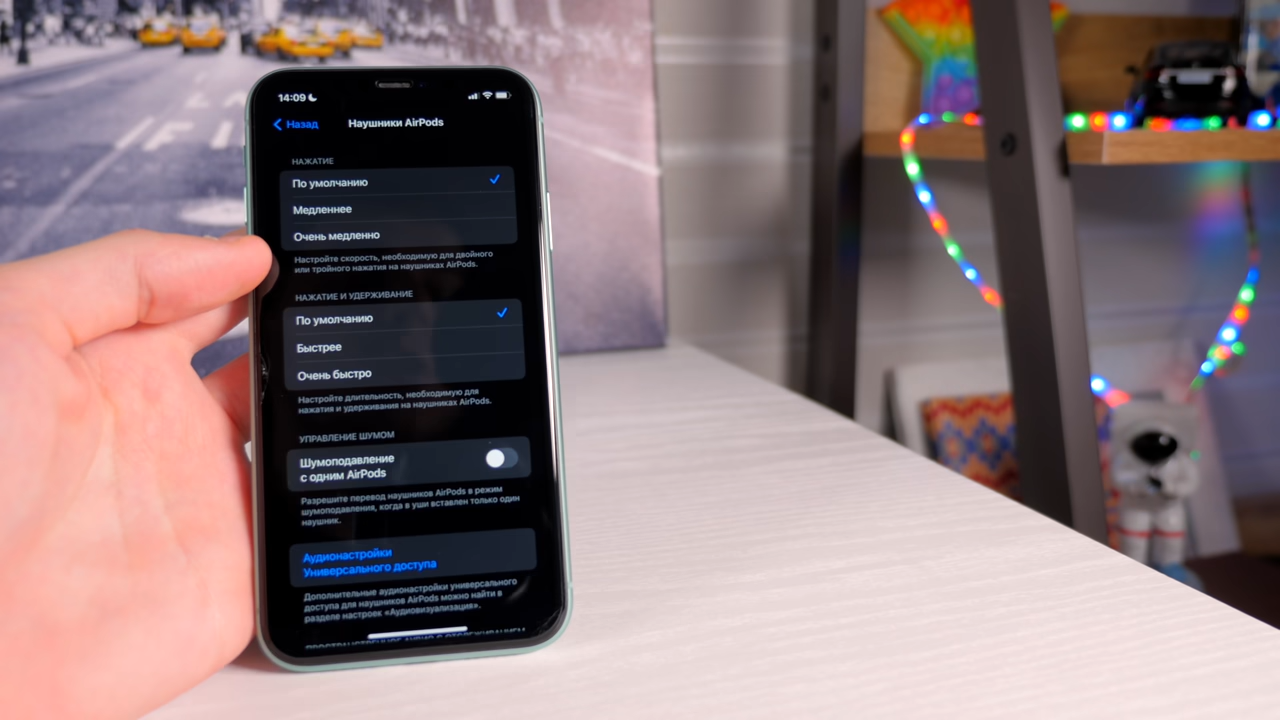 14:09
Назад
Наушники AirPods
НАЖАТИЕ
По умолчанию
Медленнее
Очень медленно
Настройте скорость, необходимую для двойного
или тройного нажатия на наушниках AirPods.
НАЖАТИЕ И УДЕРЖИВАНИЕ
По умолчанию
Быстрее
Очень быстро
Настройте длительность, необходимую для
нажатия и удерживания на наушниках AirPods.
УПРАВЛЕНИЕ ШУМОМ
Шумоподавление
с одним AirPods
Разрешите перевод наушников AirPods в режим
шумоподавления, когда в уши вставлен только один
наушник.
Аудионастройки
Универсального доступа
Дополнительные аудионастройки универсального
доступа для наушников AirPods можно найти в
разделе настроек «Аудиовизуализация».
ПРОСТРАНСТВЕННОЕ АУДИО С ОТСЛЕЖИВАНИЕМ